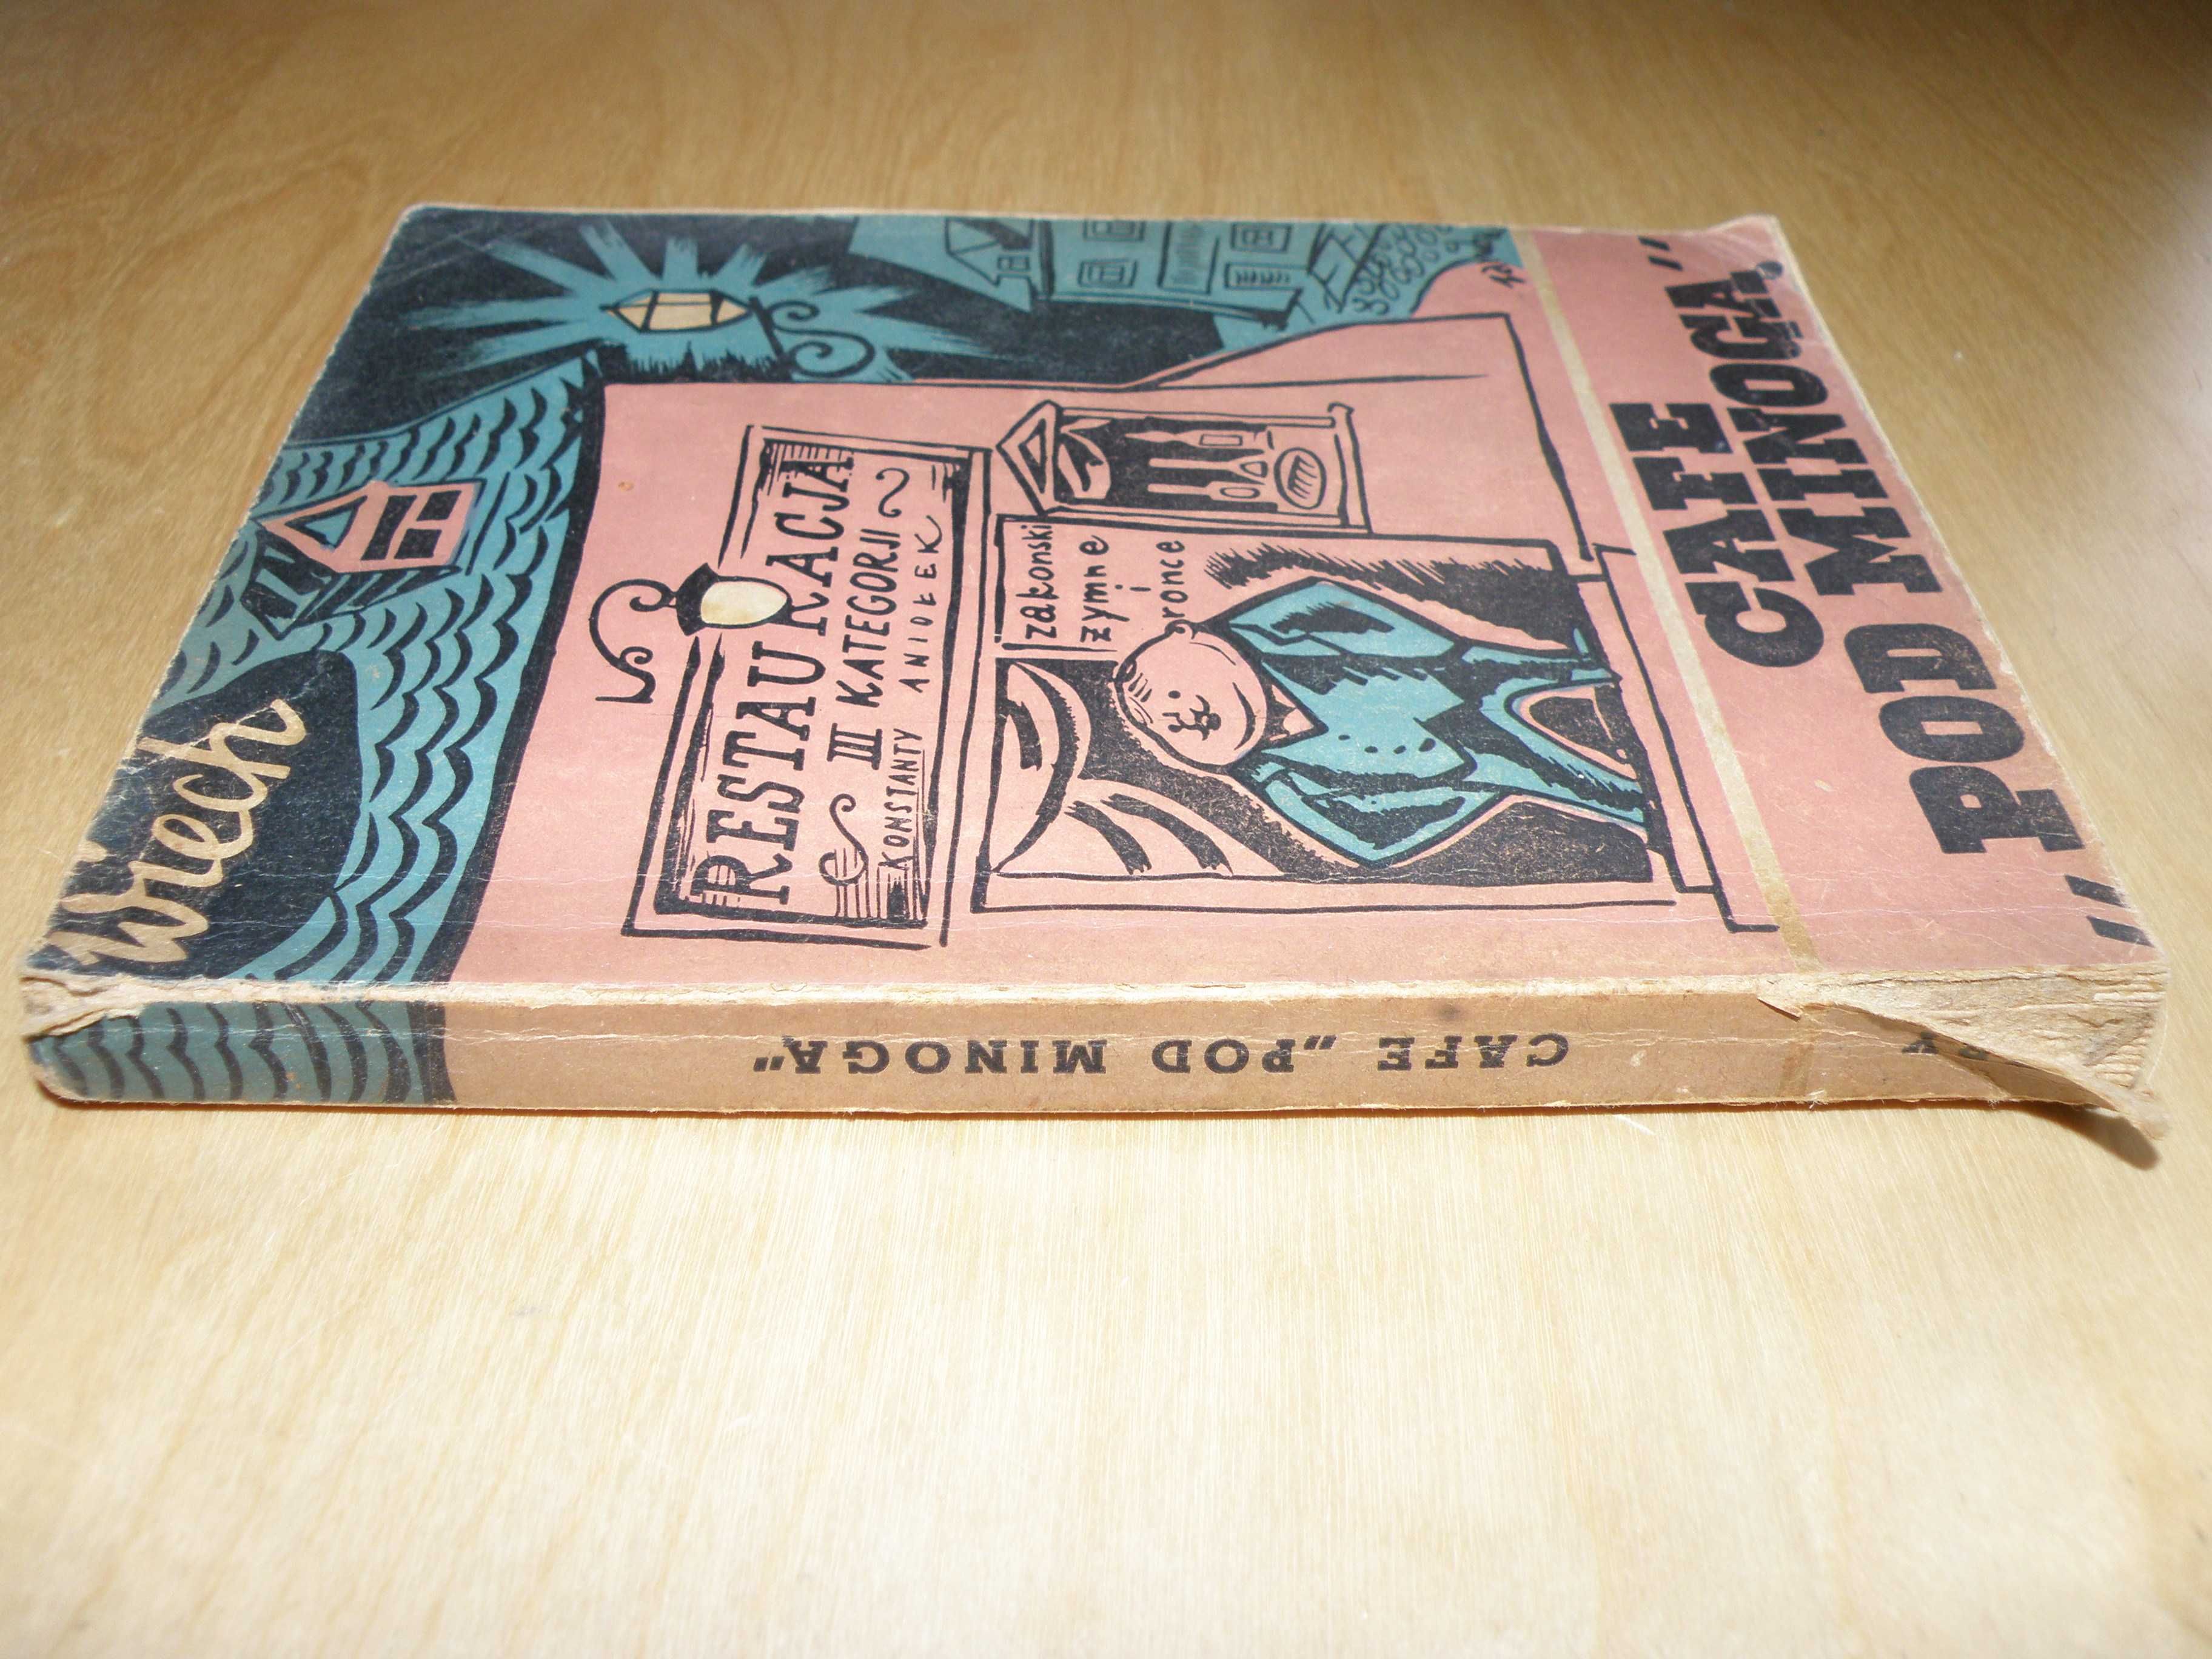 Wiech
RESTAURACJA
III KATEGORJI
KONSTANTY ANIOŁEK
zakonski
zymne
i
gronce
CAFE
"POD MINOGĄ"
CAFE „POD MINOGĄ"